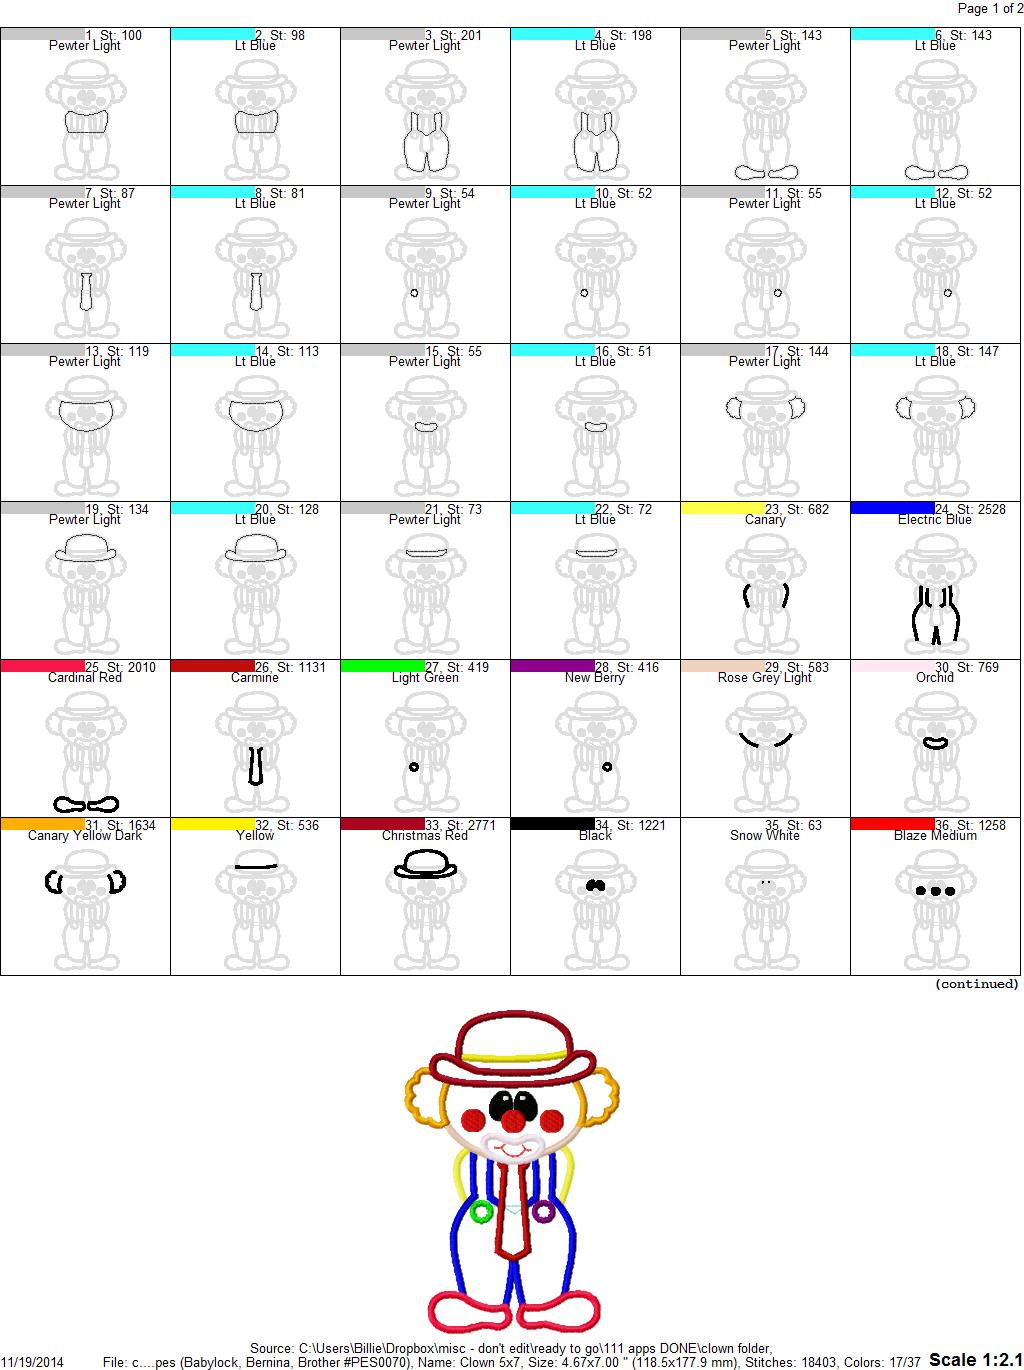 Page 1 of 2
1, St: 100 2, St: 98 3, St: 201 4, St: 198 5, St: 143 6, St: 143
Pewter Light Lt Blue Pewter Light Lt Blue Pewter Light Lt Blue
7, St: 87 8, St: 81 9, St: 54 10, St: 52 11, St: 55 12, St: 52
Pewter Light Lt Blue Pewter Light Lt Blue Pewter Light Lt Blue
13, St: 119 14, St: 113 15, St: 55 16, St: 51 17, St: 144 18, St: 147
Pewter Light Lt Blue Pewter Light Lt Blue Pewter Light Lt Blue
19, St: 134 20, St: 128 21, St: 73 22, St: 72 23, St: 682 24, St: 2528
Pewter Light Lt Blue Pewter Light Lt Blue Canary Electric Blue
25, St: 2010 26, St: 1131 27, St: 419 28, St: 416 29, St: 583 30, St: 769
Cardinal Red Carmine Light Green New Berry Rose Grey Light Orchid
31, St: 1634 32, St: 536 33, St: 2771 34, St: 1221 35, St: 63 36, St: 1258
Canary Yellow Dark Yellow Christmas Red Black Snow White Blaze Medium
(continued)
Source: C:\Users\Billie\Dropbox\misc - don't edit\ready to go\111 apps DONE\clown folder,
11/19/2014 File: c....pes (Babylock, Bernina, Brother #PES0070), Name: Clown 5x7, Size: 4.67x7.00 " (118.5x177.9 mm), Stitches: 18403, Colors: 17/37 Scale 1:2.1